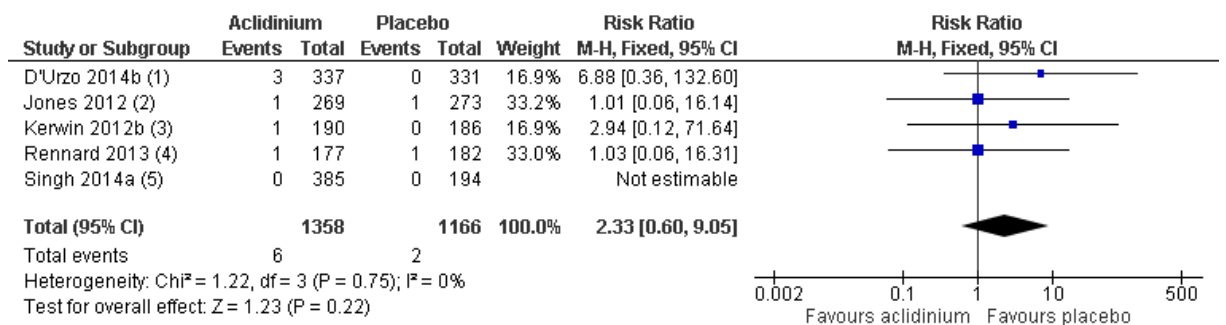 Aclidinium Placebo Risk Ratio Risk Ratio
Study or Subgroup Events Total Events Total Weight M-H, Fixed, 95% CI M-H, Fixed, 95% CI
D'Urzo 2014b (1) 3 337 0 331 16.9% 6.88 [0.36, 132.60]
Jones 2012 (2) 1 269 1 273 33.2% 1.01 [0.06, 16.14]
Kerwin 2012b (3) 1 190 0 186 16.9% 2.94 [0.12, 71.64]
Rennard 2013 (4) 1 177 1 182 33.0% 1.03 [0.06, 16.31]
Singh 2014a (5) 0 385 0 194 Not estimable
Total (95% CI) 1358 1166 100.0% 2.33 [0.60, 9.05]
Total events 6 2
Heterogeneity: Chi² = 1.22, df = 3 (P = 0.75); I² = 0%
Test for overall effect: Z = 1.23 (P = 0.22)
0.002 0.1 1 10 500
Favours aclidinium Favours placebo